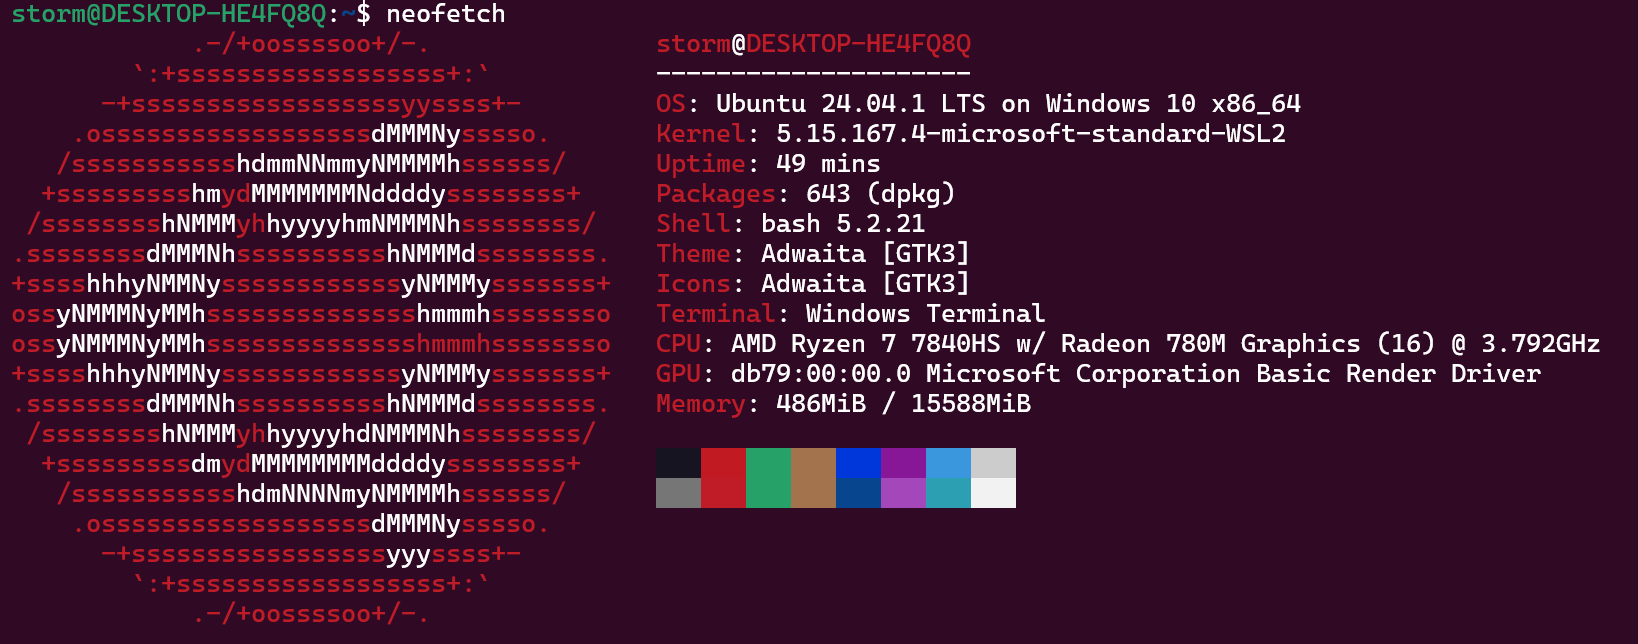 storm@DESKTOP-HE4FQ8Q:~$ neofetch
            .-/+oossssoo+/-.               storm@DESKTOP-HE4FQ8Q
        `:+ssssssssssssssssss+:`           ---------------------
      -+ssssssssssssssssssyyssss+-         OS: Ubuntu 24.04.1 LTS on Windows 10 x86_64
    .ossssssssssssssssssdMMMNysssso.       Kernel: 5.15.167.4-microsoft-standard-WSL2
   /ssssssssssshdmmNNmmyNMMMMhssssss/      Uptime: 49 mins
  +ssssssssshmydMMMMMMMNddddyssssssss+     Packages: 643 (dpkg)
 /sssssssshNMMMyhhyyyyhmNMMMNhssssssss/    Shell: bash 5.2.21
.ssssssssdMMMNhsssssssssshNMMMdssssssss.   Theme: Adwaita [GTK3]
+sssshhhyNMMNyssssssssssssyNMMMysssssss+   Icons: Adwaita [GTK3]
ossyNMMMNyMMhsssssssssssssshmmmhssssssso   Terminal: Windows Terminal
ossyNMMMNyMMhsssssssssssssshmmmhssssssso   CPU: AMD Ryzen 7 7840HS w/ Radeon 780M Graphics (16) @ 3.792GHz
+sssshhhyNMMNyssssssssssssyNMMMysssssss+   GPU: db79:00:00.0 Microsoft Corporation Basic Render Driver
.ssssssssdMMMNhsssssssssshNMMMdssssssss.   Memory: 486MiB / 15588MiB
 /sssssssshNMMMyhhyyyyhdNMMMNhssssssss/
  +sssssssssdmydMMMMMMMMddddyssssssss+
   /ssssssssssshdmNNNNmyNMMMMhssssss/
    .ossssssssssssssssssdMMMNysssso.
      -+sssssssssssssssssyyyssss+-
        `:+ssssssssssssssssss+:`
            .-/+oossssoo+/-.